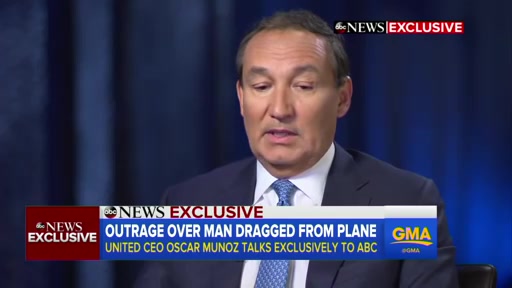 abc NEWS EXCLUSIVE
abc NEWS EXCLUSIVE
abc NEWS EXCLUSIVE
OUTRAGE OVER MAN DRAGGED FROM PLANE
UNITED CEO OSCAR MUNOZ TALKS EXCLUSIVELY TO ABC
GMA
#GMA